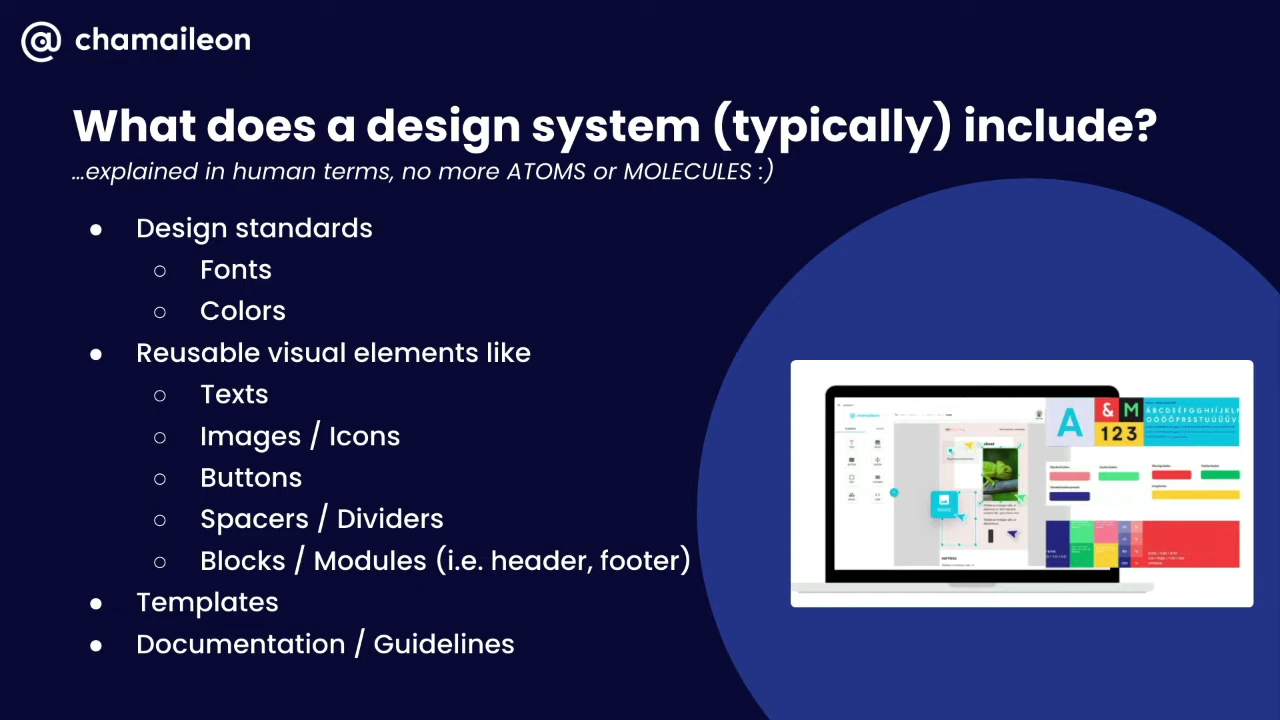 @ chamaileon
What does a design system (typically) include?
...explained in human terms, no more ATOMS or MOLECULES :)
● Design standards
○ Fonts
○ Colors
● Reusable visual elements like
○ Texts
○ Images / Icons
○ Buttons
○ Spacers / Dividers
○ Blocks / Modules (i.e. header, footer)
● Templates
● Documentation / Guidelines
chamaileon
A
& M
123